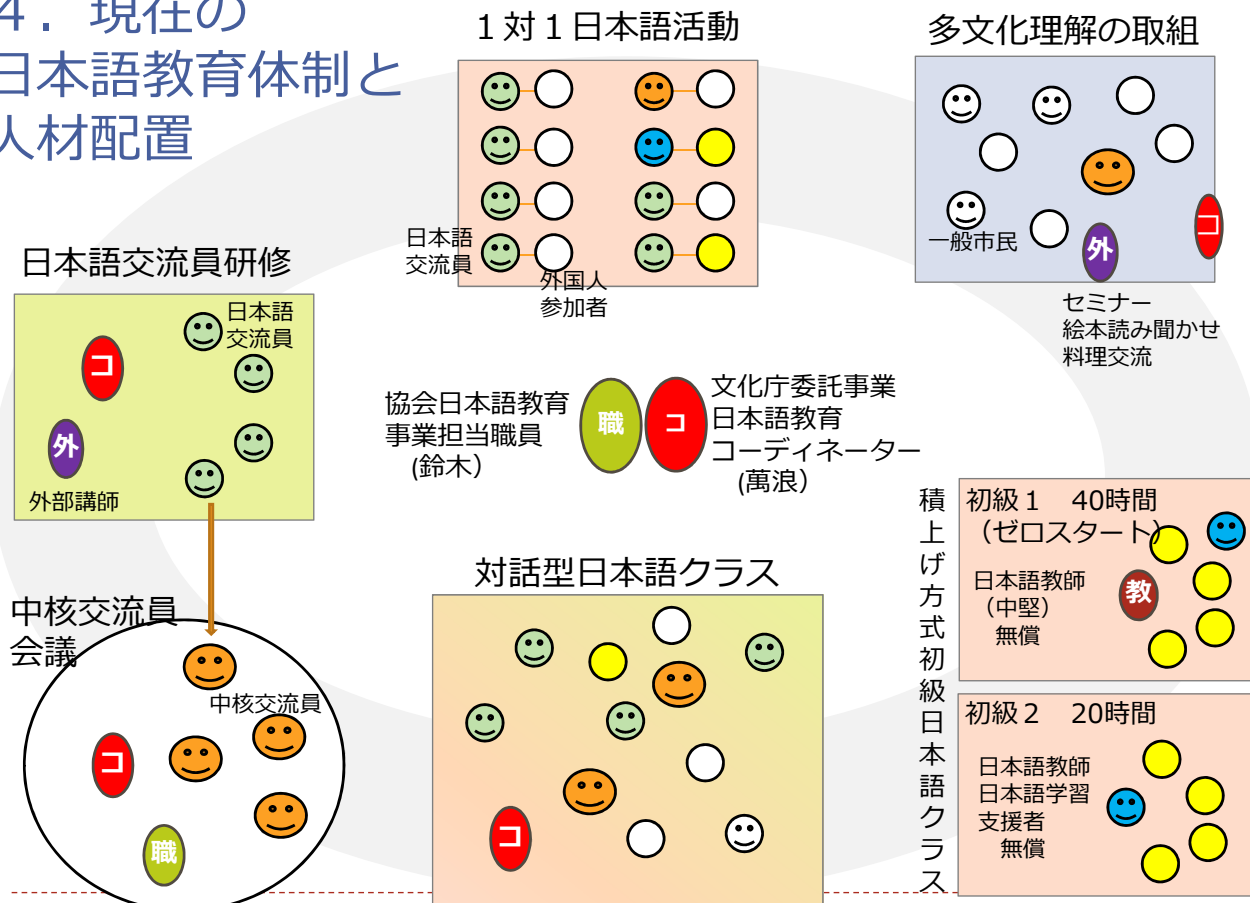 4．現在の
日本語教育体制と
人材配置
１対１日本語活動
日本語
交流員
外国人
参加者
多文化理解の取組
一般市民
外
コ
セミナー
絵本読み聞かせ
料理交流
日本語交流員研修
日本語
交流員
コ
外
外部講師
協会日本語教育
事業担当職員
(鈴木）
職
コ
文化庁委託事業
日本語教育
コーディネーター
(萬浪）
中核交流員
会議
中核交流員
コ
職
対話型日本語クラス
コ
積上げ方式初級日本語クラス
初級１　40時間
（ゼロスタート）
日本語教師
（中堅）
無償
教
初級２　20時間
日本語教師
日本語学習
支援者
無償